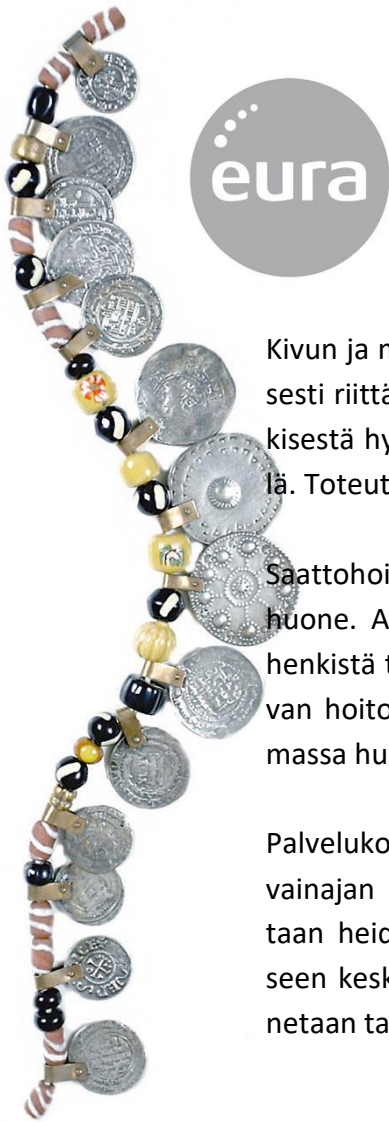 eura
Kivun ja
sesti riittä
kisestä hy
lä. Toteut
Saattohoi
huone. A
henkistä
van hoito
massa hu
Palveluko
vainajan
taan heid
seen kesk
netaan ta